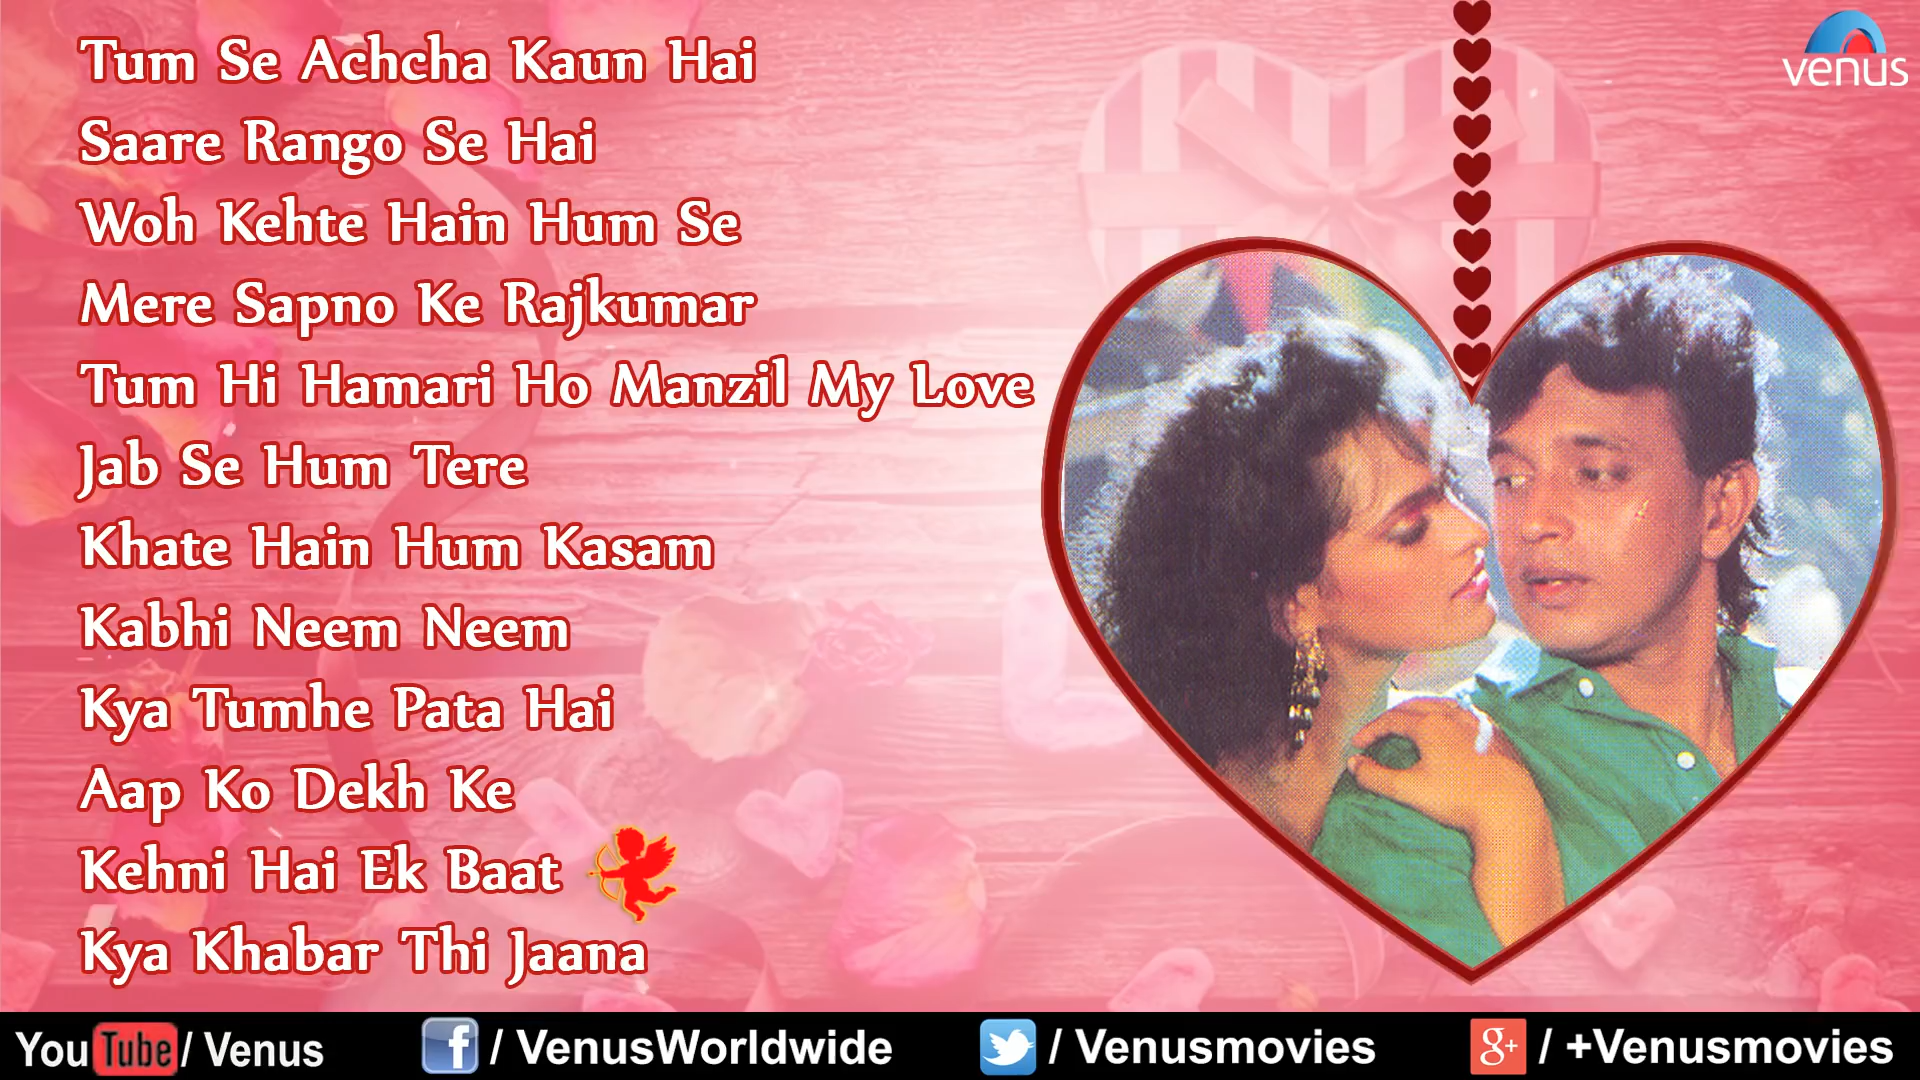 Tum Se Achcha Kaun Hai
Saare Rango Se Hai
Woh Kehte Hain Hum Se
Mere Sapno Ke Rajkumar
Tum Hi Hamari Ho Manzil My Love
Jab Se Hum Tere
Khate Hain Hum Kasam
Kabhi Neem Neem
Kya Tumhe Pata Hai
Aap Ko Dekh Ke
Kehni Hai Ek Baat
Kya Khabar Thi Jaana
venus
YouTube / Venus
f / VenusWorldwide
/ Venusmovies
g+ / +Venusmovies